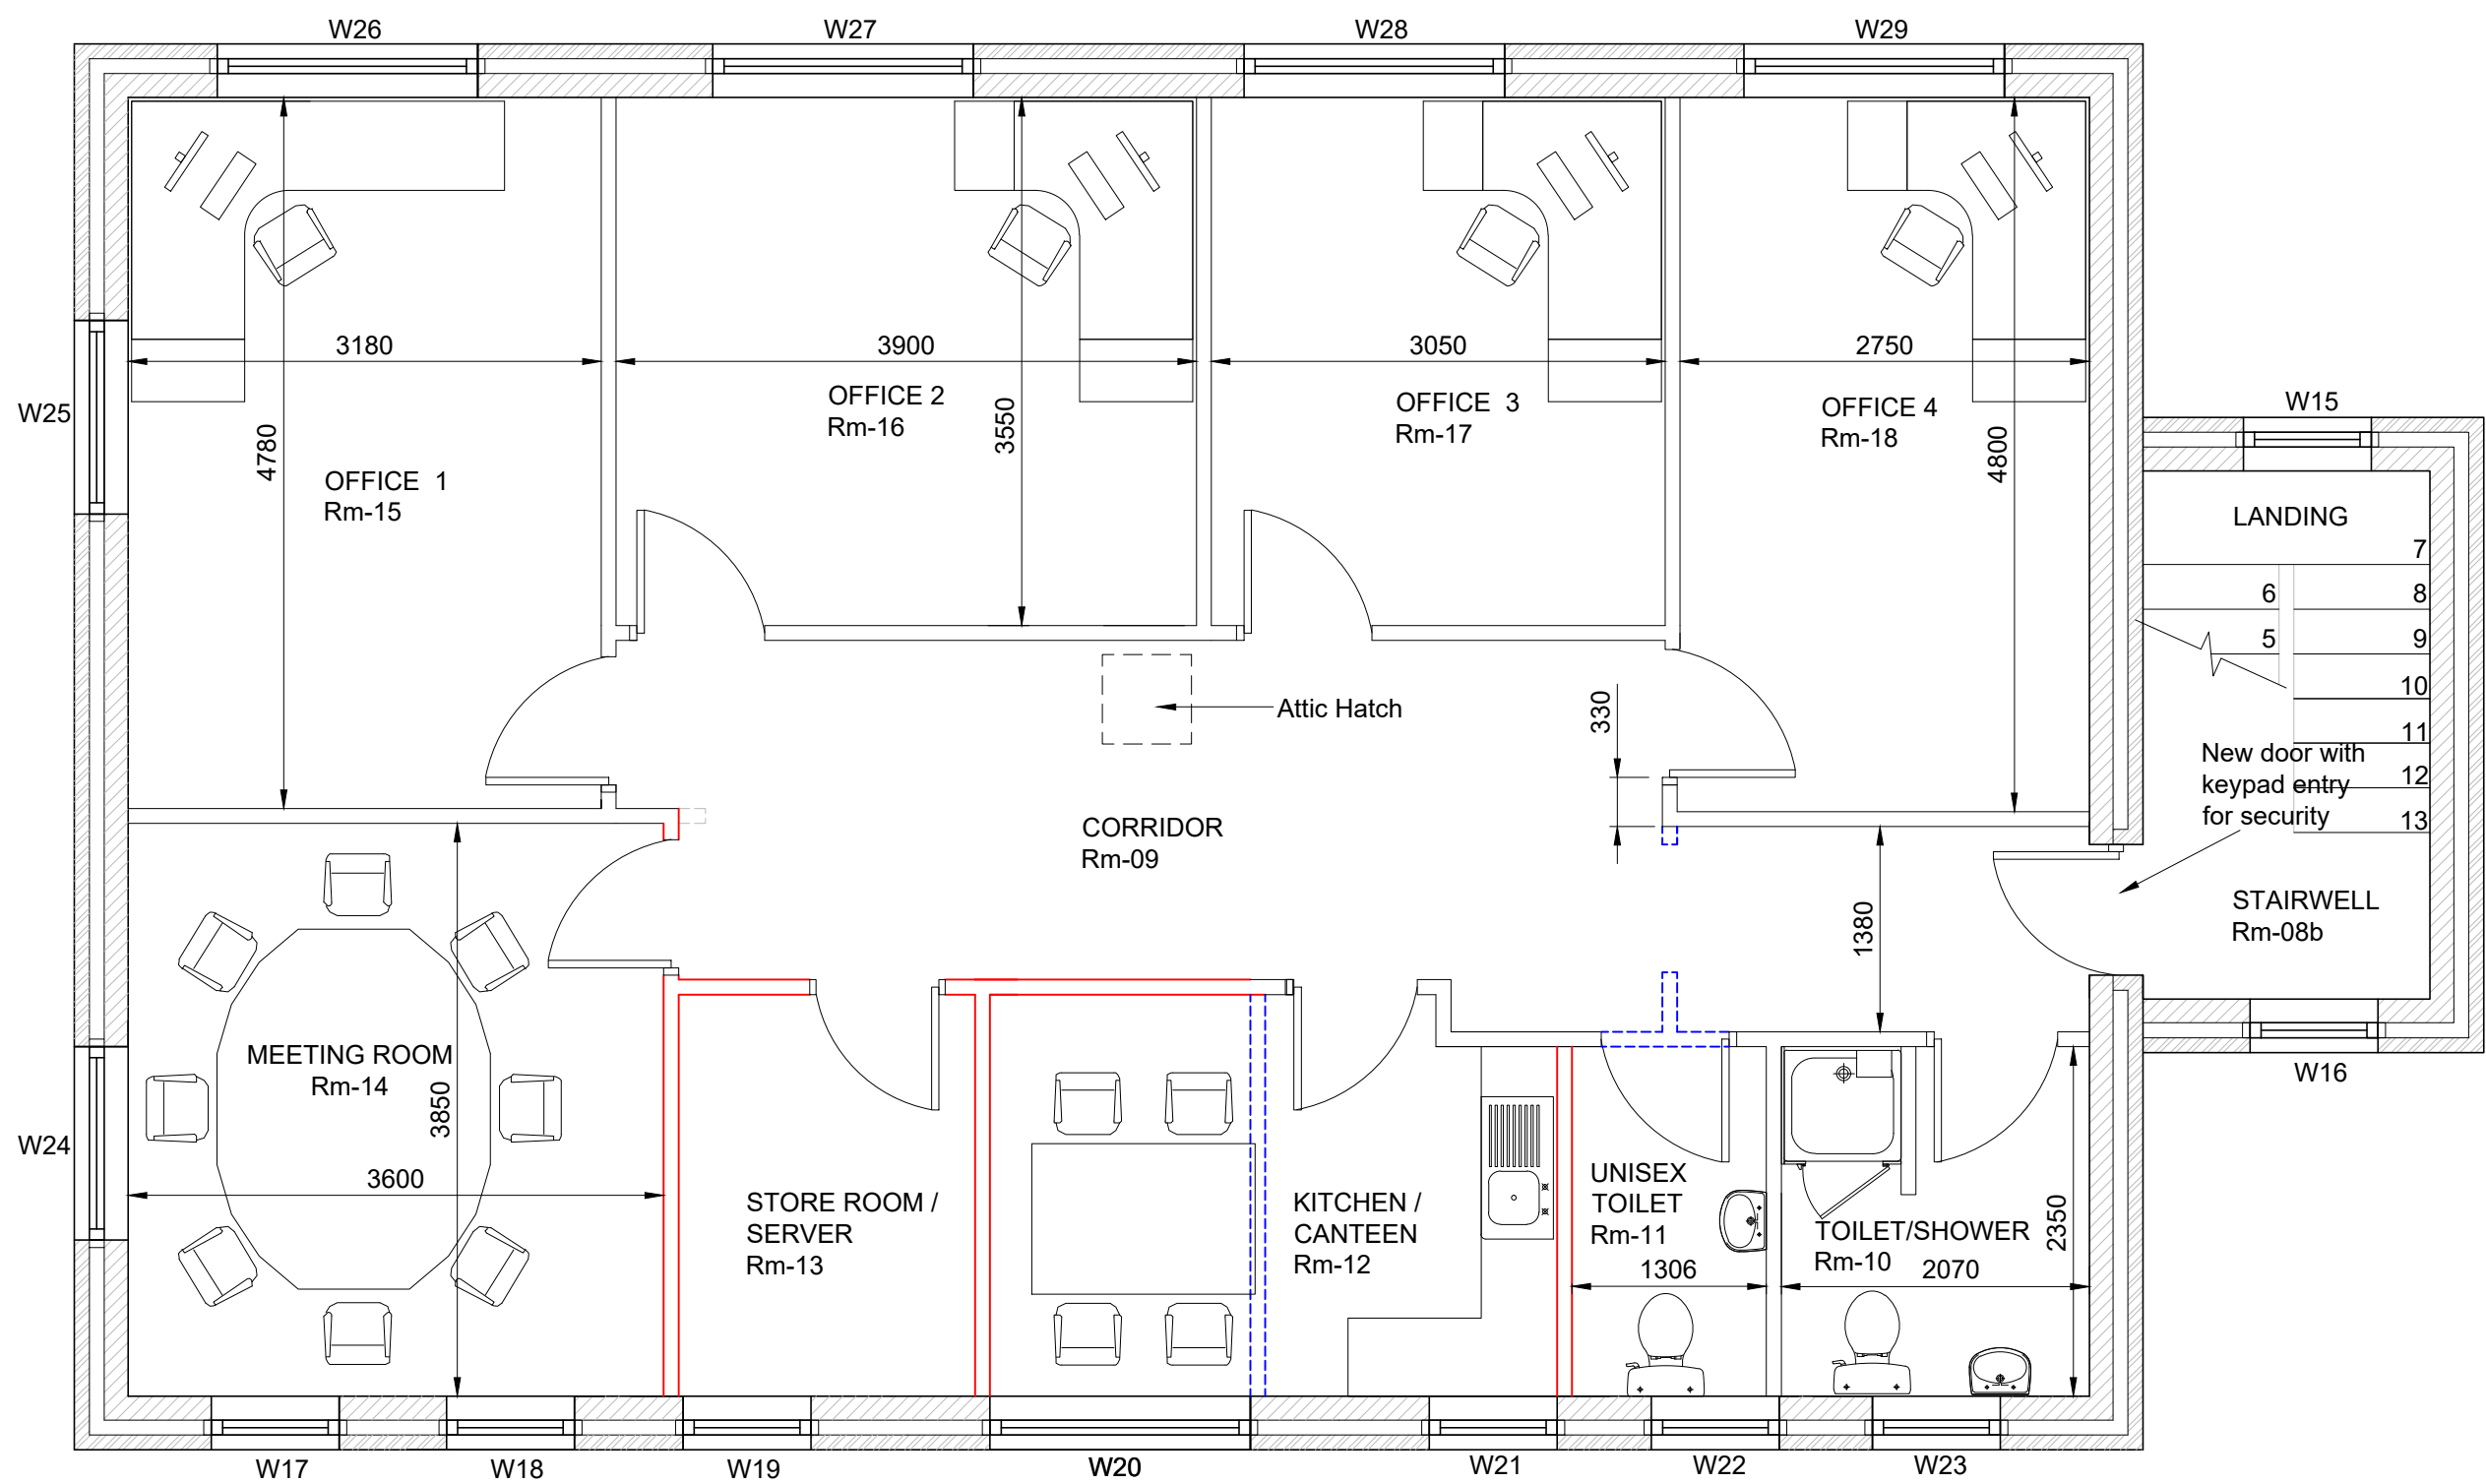 W26
W27
W28
W29
3180
3900
3050
2750
OFFICE 2
Rm-16
OFFICE  3
Rm-17
OFFICE 4
Rm-18
W25
4780
3550
4800
W15
OFFICE  1
Rm-15
LANDING
7
6
8
5
9
10
11
12
13
330
Attic Hatch
New door with
keypad entry
for security
CORRIDOR
Rm-09
1380
STAIRWELL
Rm-08b
W16
MEETING ROOM
Rm-14
3850
W24
3600
STORE ROOM /
SERVER
Rm-13
KITCHEN /
CANTEEN
Rm-12
UNISEX
TOILET
Rm-11
1306
TOILET/SHOWER
Rm-10
2070
2350
W17
W18
W19
W20
W21
W22
W23